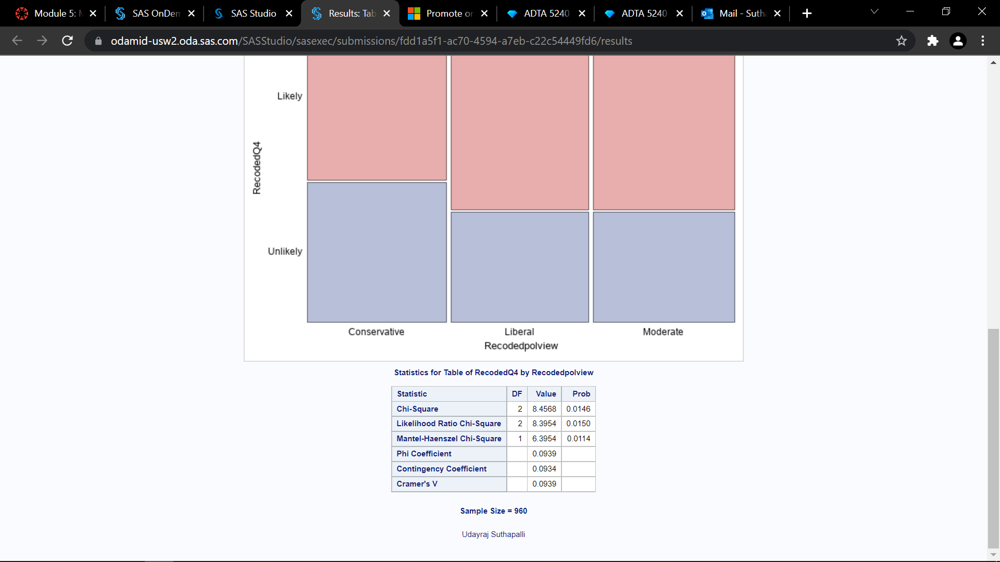 Module 5:
SAS OnDem
SAS Studio
Results: Tab
Promote or
ADTA 5240
ADTA 5240
Mail - Sutha
odamid-usw2.oda.sas.com/SASStudio/sasexec/submissions/fdd1a5f1-ac70-4594-a7eb-c22c54449fd6/results
Likely
RecodedQ4
Unlikely
Conservative Liberal Moderate
Recodedpolview
Statistics for Table of RecodedQ4 by Recodedpolview
Statistic DF Value Prob
Chi-Square 2 8.4568 0.0146
Likelihood Ratio Chi-Square 2 8.3954 0.0150
Mantel-Haenszel Chi-Square 1 6.3954 0.0114
Phi Coefficient 0.0939
Contingency Coefficient 0.0934
Cramer's V 0.0939
Sample Size = 960
Udayraj Suthapalli